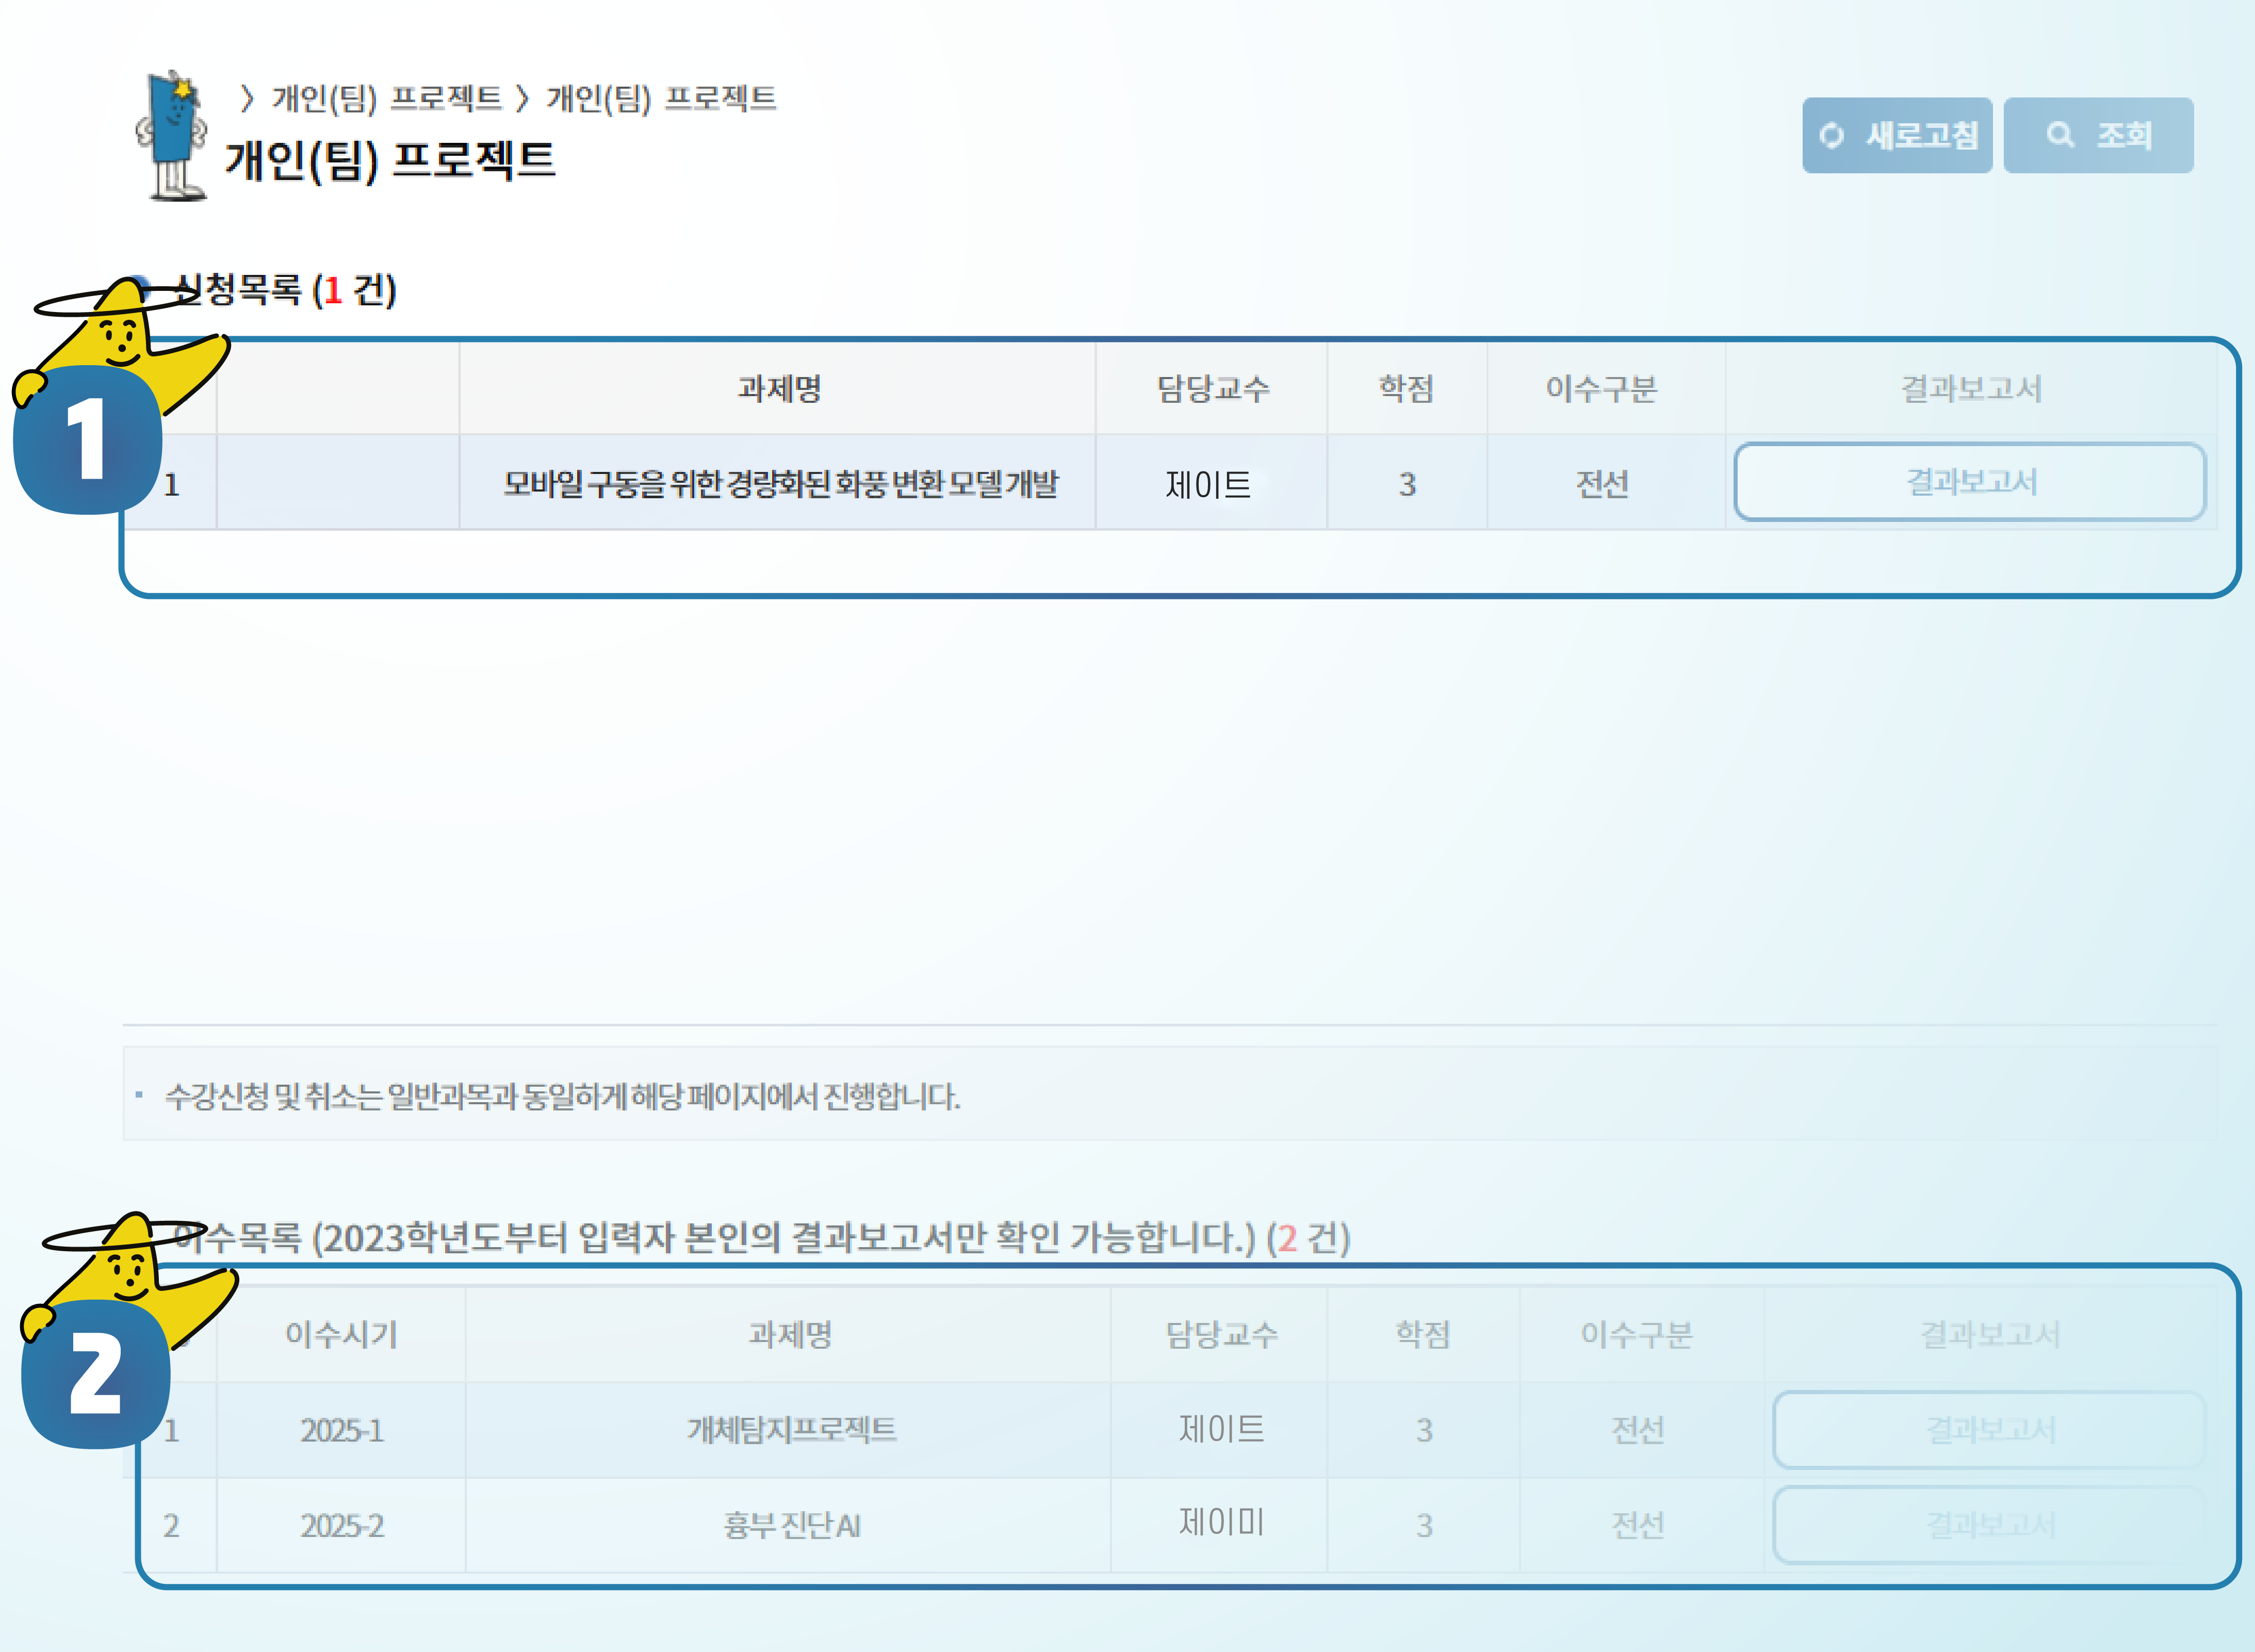 〉 개인(팀) 프로젝트 〉 개인(팀) 프로젝트
개인(팀) 프로젝트
새로고침 조회
신청목록 (1 건)
1
과제명 담당교수 학점 이수구분 결과보고서
1 모바일 구동을 위한 경량화된 화풍 변환 모델 개발 제이트 3 전선 결과보고서
· 수강신청 및 취소는 일반과목과 동일하게 해당 페이지에서 진행합니다.
이수목록 (2023학년도부터 입력자 본인의 결과보고서만 확인 가능합니다.) (2 건)
2
이수시기 과제명 담당교수 학점 이수구분 결과보고서
1 2025-1 개체탐지프로젝트 제이트 3 전선 결과보고서
2 2025-2 흉부 진단 AI 제이미 3 전선 결과보고서